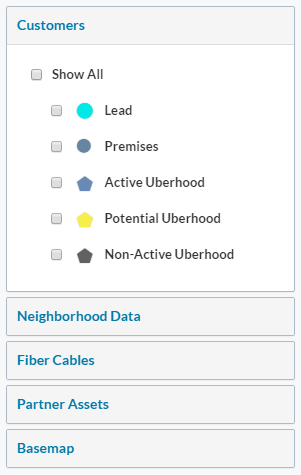 Customers
Show All
Lead
Premises
Active Uberhood
Potential Uberhood
Non-Active Uberhood
Neighborhood Data
Fiber Cables
Partner Assets
Basemap